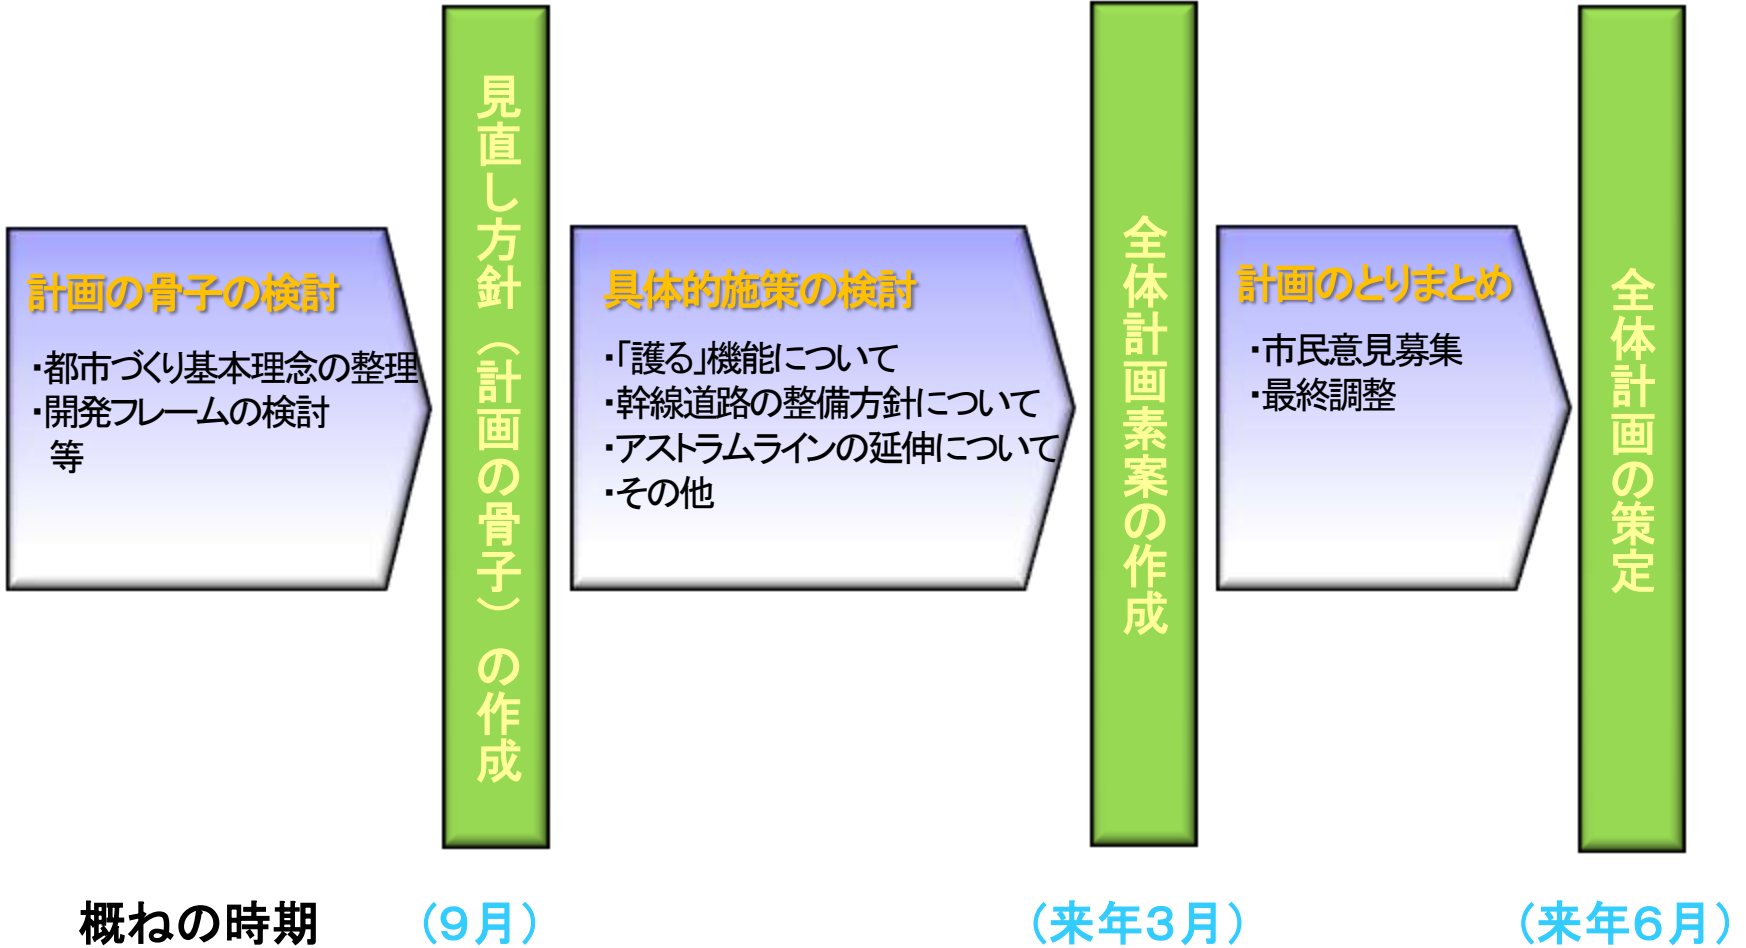 計画の骨子の検討
・都市づくり基本理念の整理
・開発フレームの検討
等
見直し方針（計画の骨子）の作成
具体的施策の検討
・「護る」機能について
・幹線道路の整備方針について
・アストラムラインの延伸について
・その他
全体計画素案の作成
計画のとりまとめ
・市民意見募集
・最終調整
全体計画の策定
概ねの時期
（９月）
（来年３月）
（来年６月）